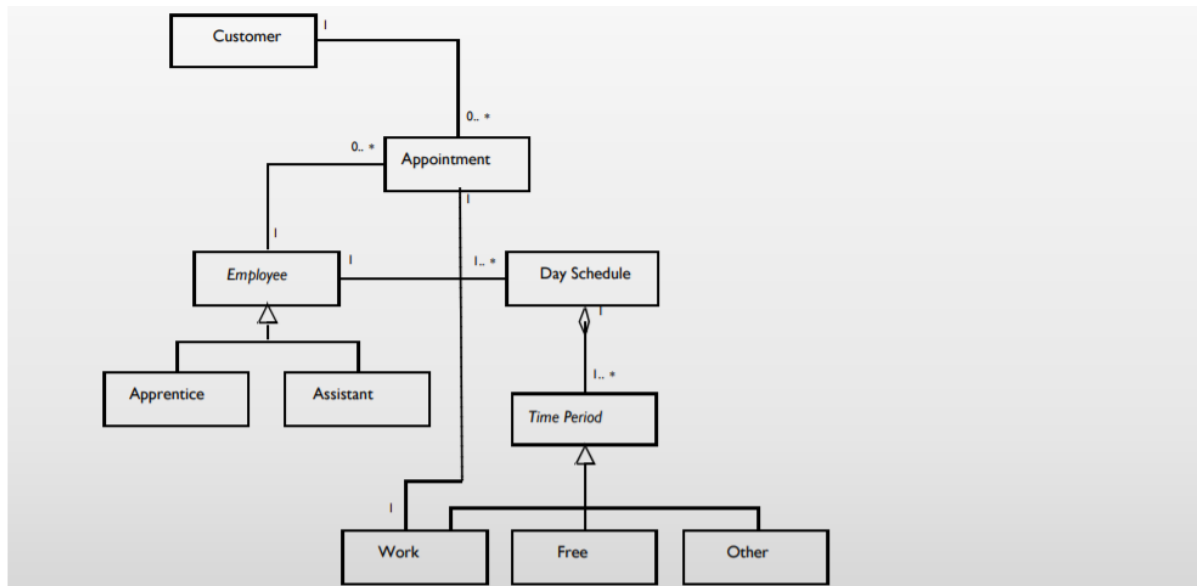 Customer
1
0.. *
0.. *
Appointment
1
1
Employee
1
1.. *
Day Schedule
1
Apprentice
Assistant
1.. *
Time Period
1
Work
Free
Other